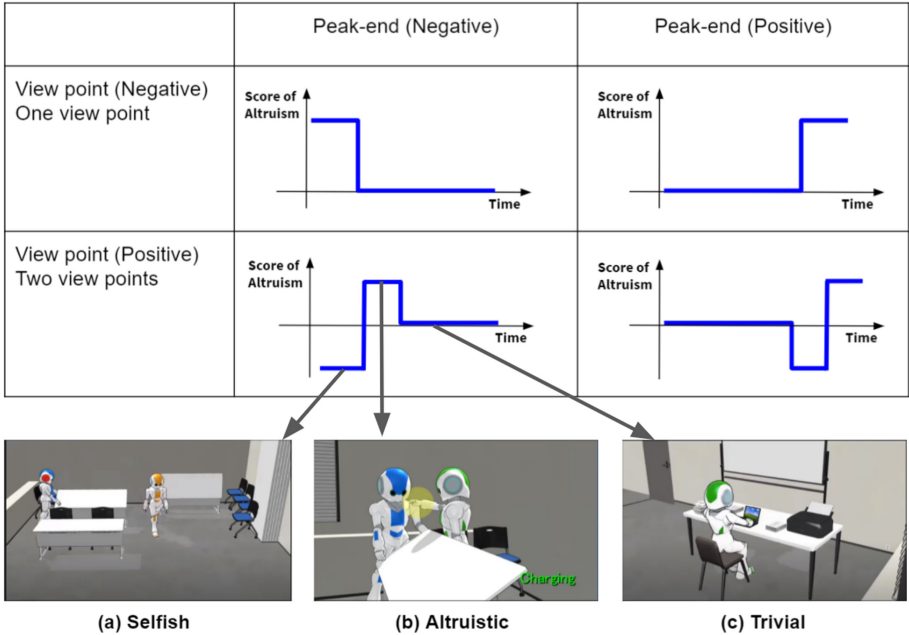 Peak-end (Negative)
Peak-end (Positive)
View point (Negative)
One view point
Score of
Altruism
Time
Score of
Altruism
Time
View point (Positive)
Two view points
Score of
Altruism
Time
Score of
Altruism
Time
Charging
(a) Selfish
(b) Altruistic
(c) Trivial